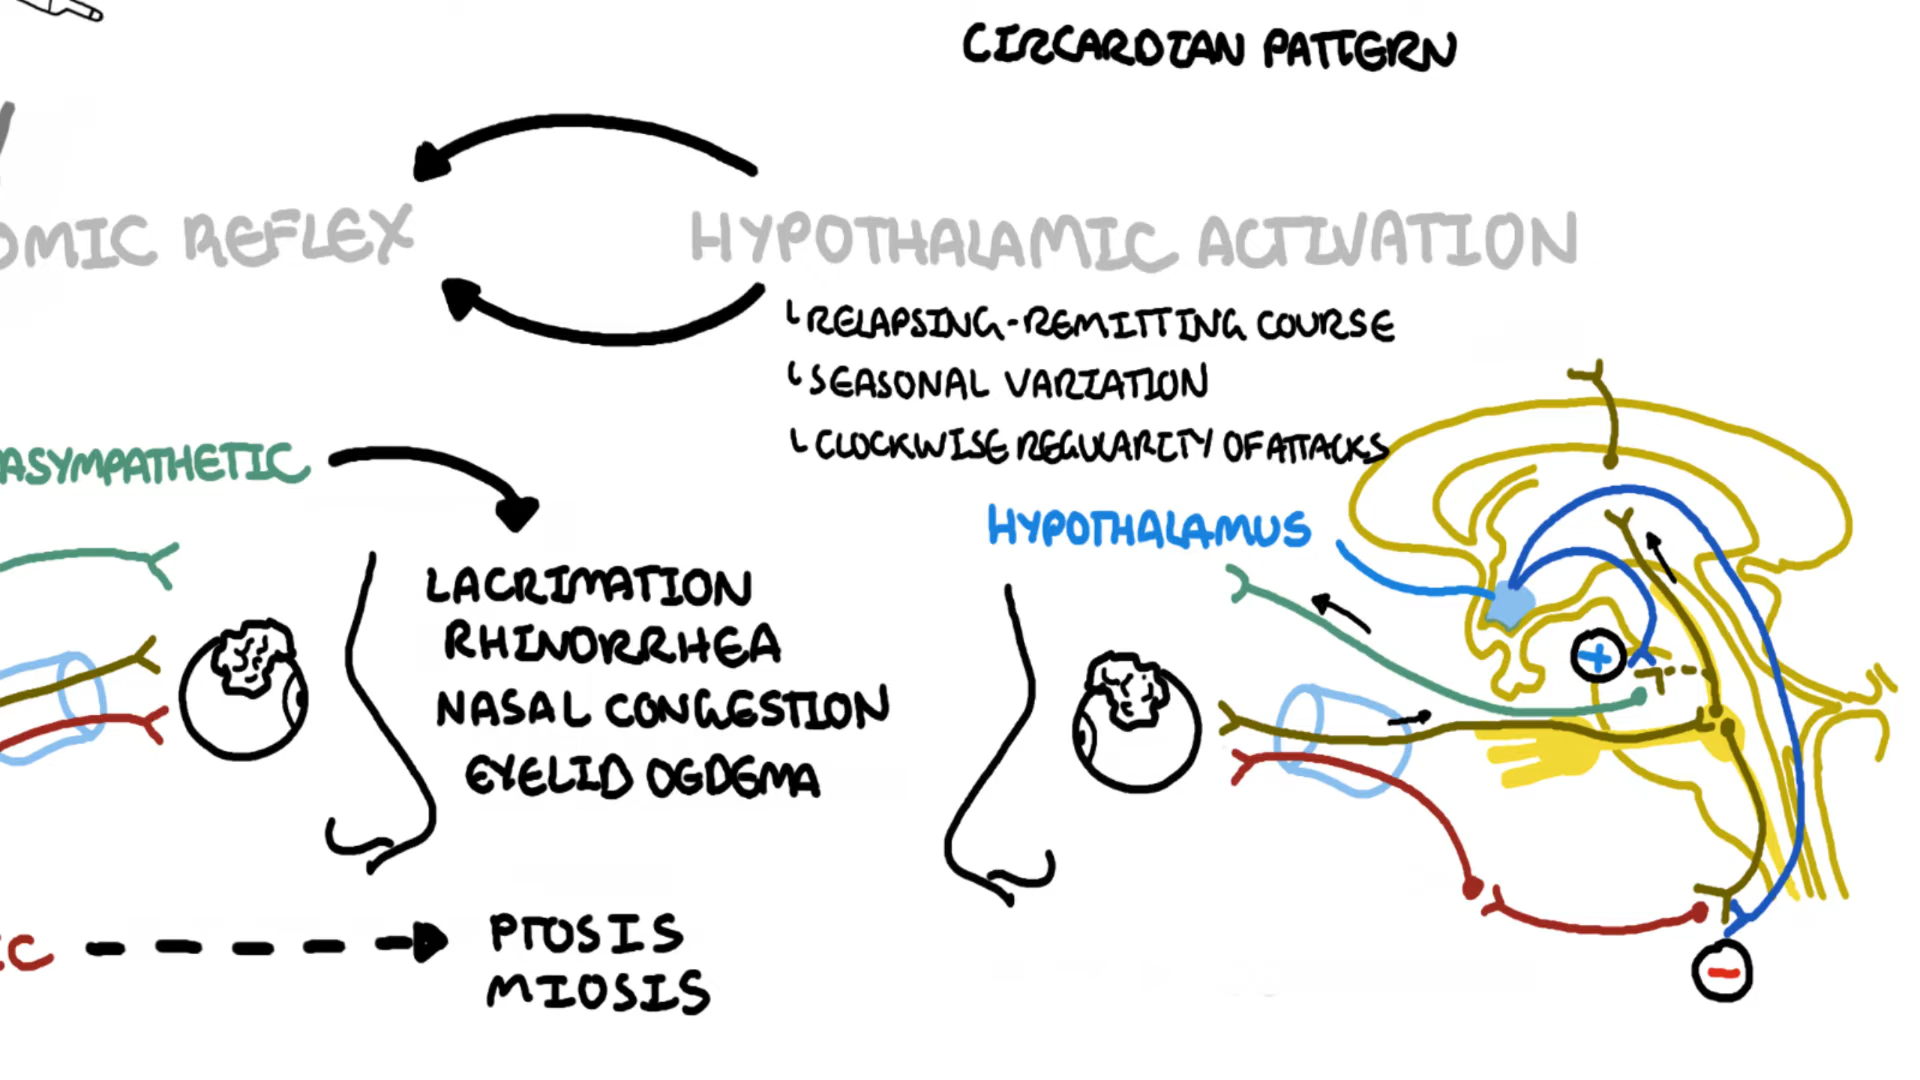 CIRCARDIAN PATTERN
OMIC REFLEX
HYPOTHALAMIC ACTIVATION
RELAPSING-REMITTING COURSE
SEASONAL VARIATION
CLOCKWISE REGULARITY OF ATTACKS
ASYMPATHETIC
HYPOTHALAMUS
LACRIMATION
RHINORRHEA
NASAL CONGESTION
EYELID OEDEMA
+
IC
PTOSIS
MIOSIS
-